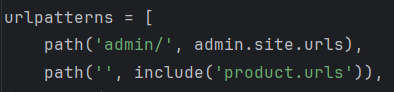 urlpatterns = [
    path('admin/', admin.site.urls),
    path('', include('product.urls')),